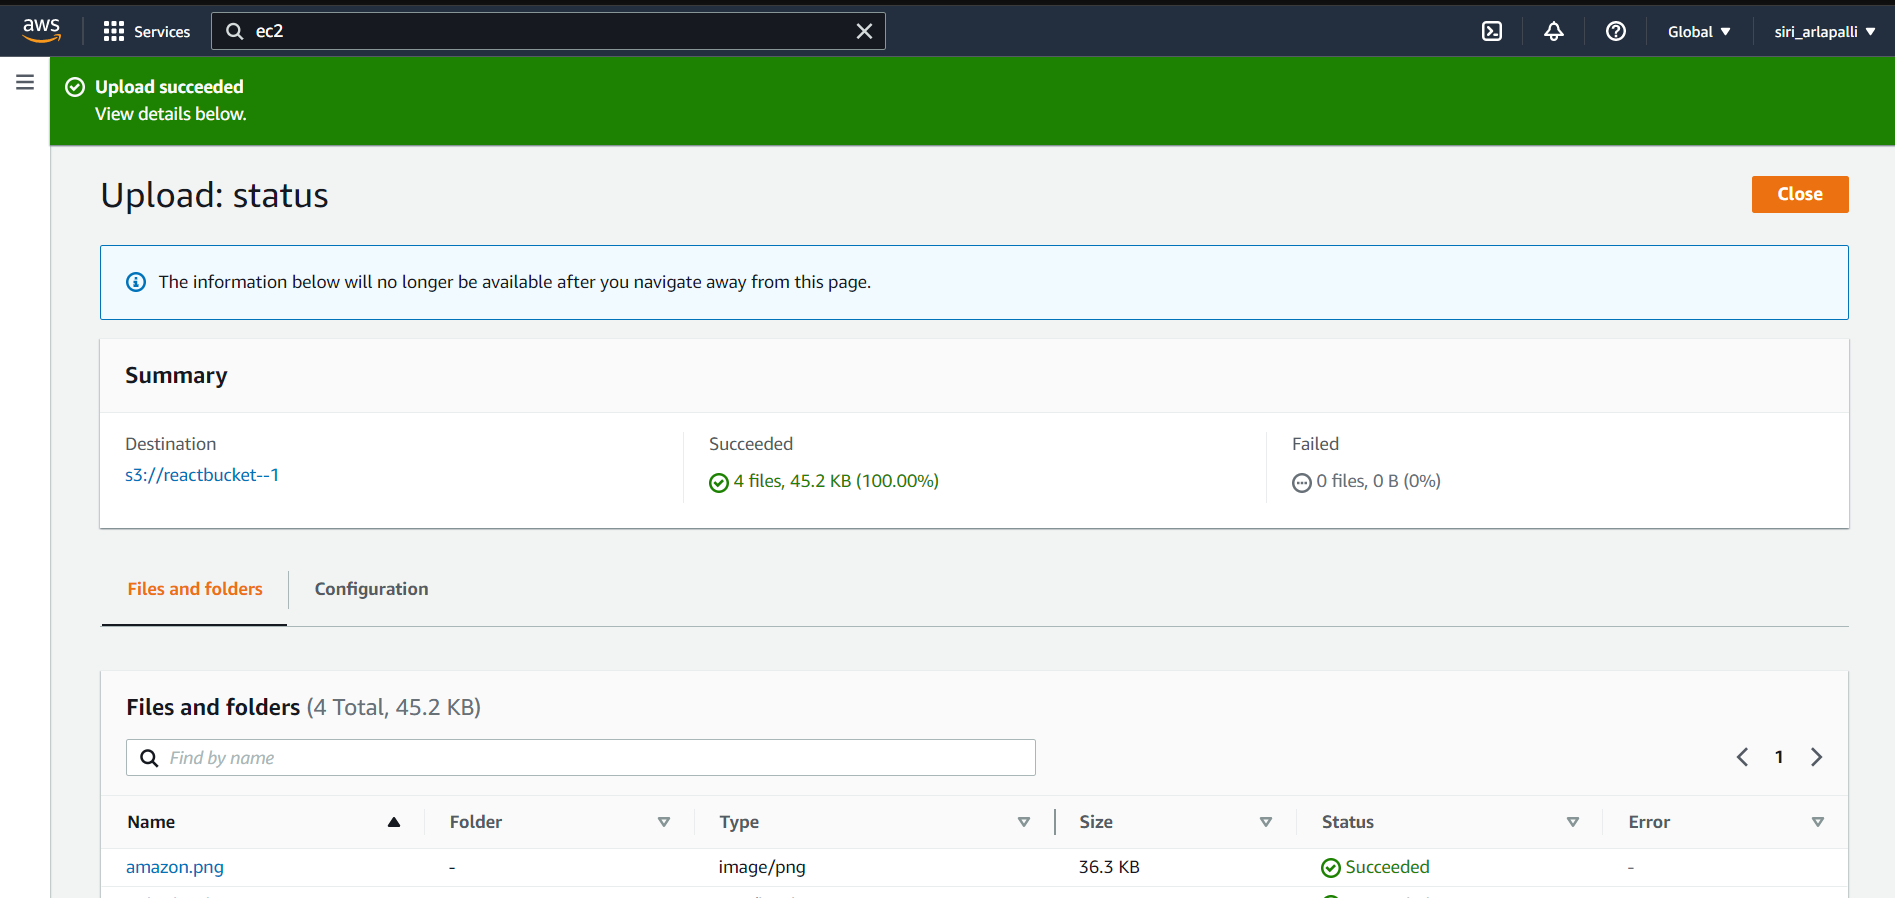 aws
Services
ec2
Global
siri_arlapalli
Upload succeeded
View details below.
Upload: status
Close
The information below will no longer be available after you navigate away from this page.
Summary
Destination
Succeeded
Failed
s3://reactbucket--1
4 files, 45.2 KB (100.00%)
0 files, 0 B (0%)
Files and folders
Configuration
Files and folders (4 Total, 45.2 KB)
Find by name
1
Name Folder Type Size Status Error
amazon.png - image/png 36.3 KB Succeeded -